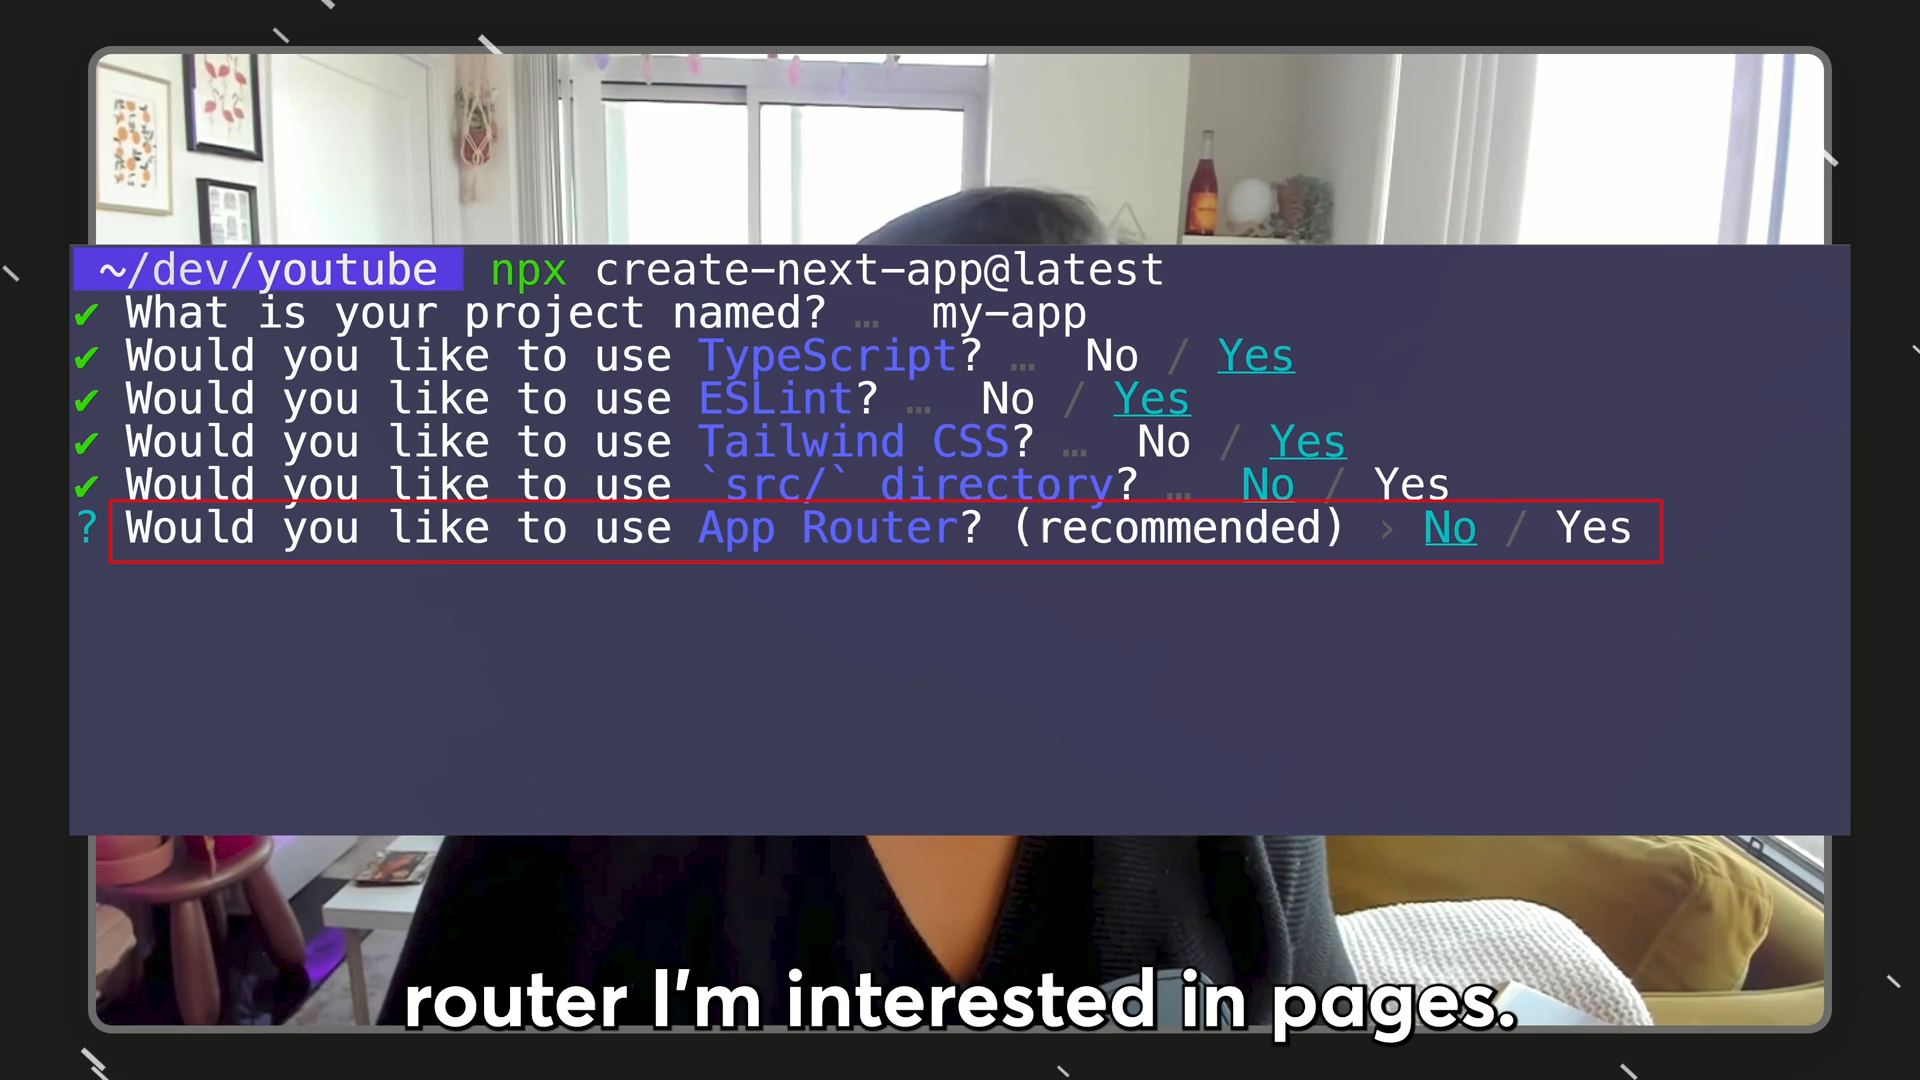 ~/dev/youtube npx create-next-app@latest
✔ What is your project named? … my-app
✔ Would you like to use TypeScript? … No / Yes
✔ Would you like to use ESLint? … No / Yes
✔ Would you like to use Tailwind CSS? … No / Yes
✔ Would you like to use `src/` directory? … No / Yes
? Would you like to use App Router? (recommended) › No / Yes
router I'm interested in pages.